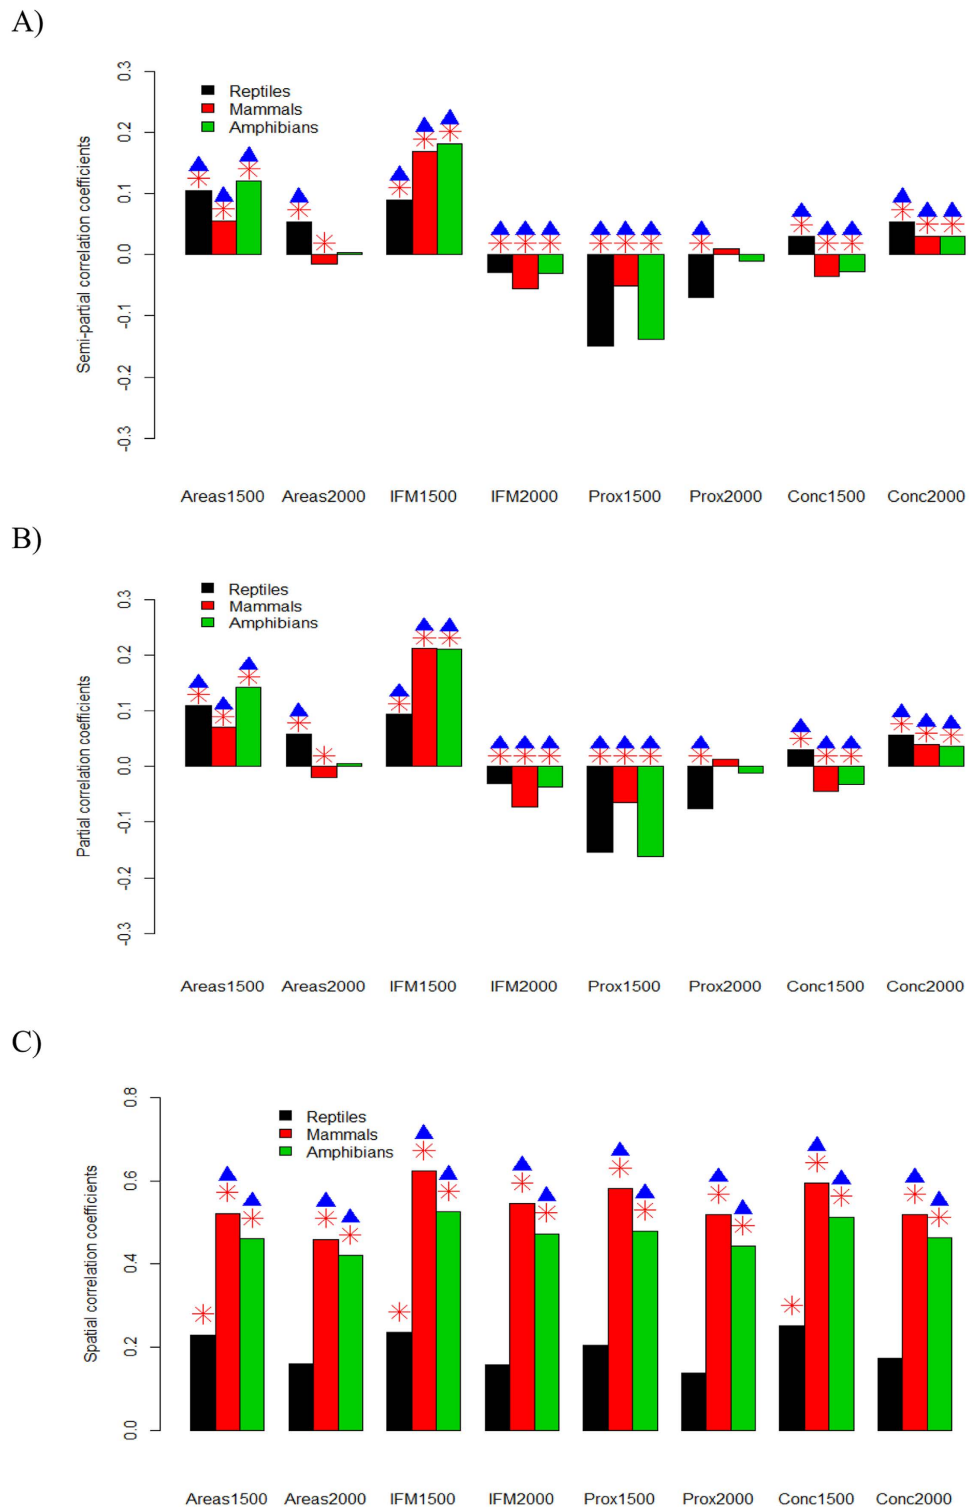 A)
Semi-partial correlation coefficients
0.3
0.2
0.1
0.0
-0.1
-0.2
-0.3
Reptiles
Mammals
Amphibians
Areas1500 Areas2000 IFM1500 IFM2000 Prox1500 Prox2000 Conc1500 Conc2000
B)
Partial correlation coefficients
0.3
0.2
0.1
0.0
-0.1
-0.2
-0.3
Reptiles
Mammals
Amphibians
Areas1500 Areas2000 IFM1500 IFM2000 Prox1500 Prox2000 Conc1500 Conc2000
C)
Spatial correlation coefficients
0.8
0.6
0.4
0.2
0.0
Reptiles
Mammals
Amphibians
Areas1500 Areas2000 IFM1500 IFM2000 Prox1500 Prox2000 Conc1500 Conc2000